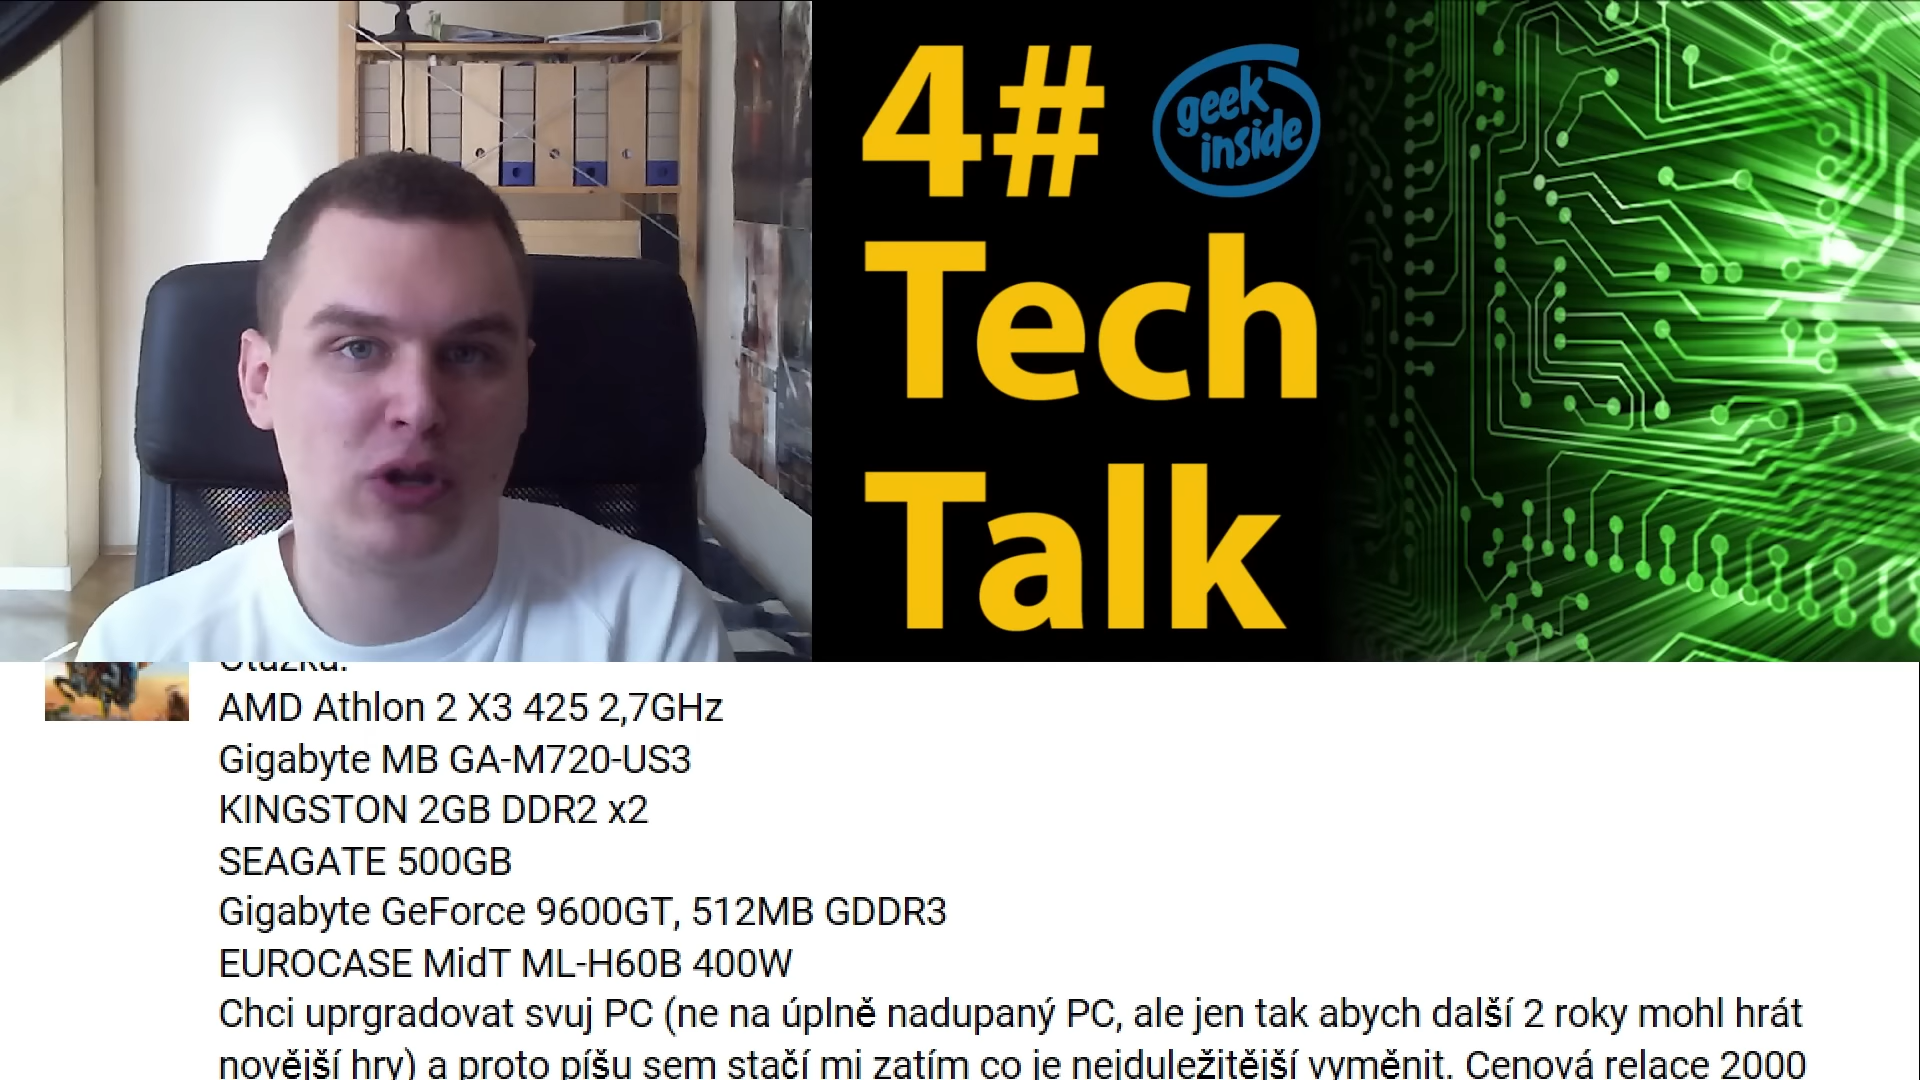 4#
geek
inside
Tech
Talk
Otázka:
AMD Athlon 2 X3 425 2,7GHz
Gigabyte MB GA-M720-US3
KINGSTON 2GB DDR2 x2
SEAGATE 500GB
Gigabyte GeForce 9600GT, 512MB GDDR3
EUROCASE MidT ML-H60B 400W
Chci uprgradovat svuj PC (ne na úplně nadupaný PC, ale jen tak abych další 2 roky mohl hrát
novější hry) a proto píšu sem stačí mi zatím co je nejduležitější vyměnit. Cenová relace 2000